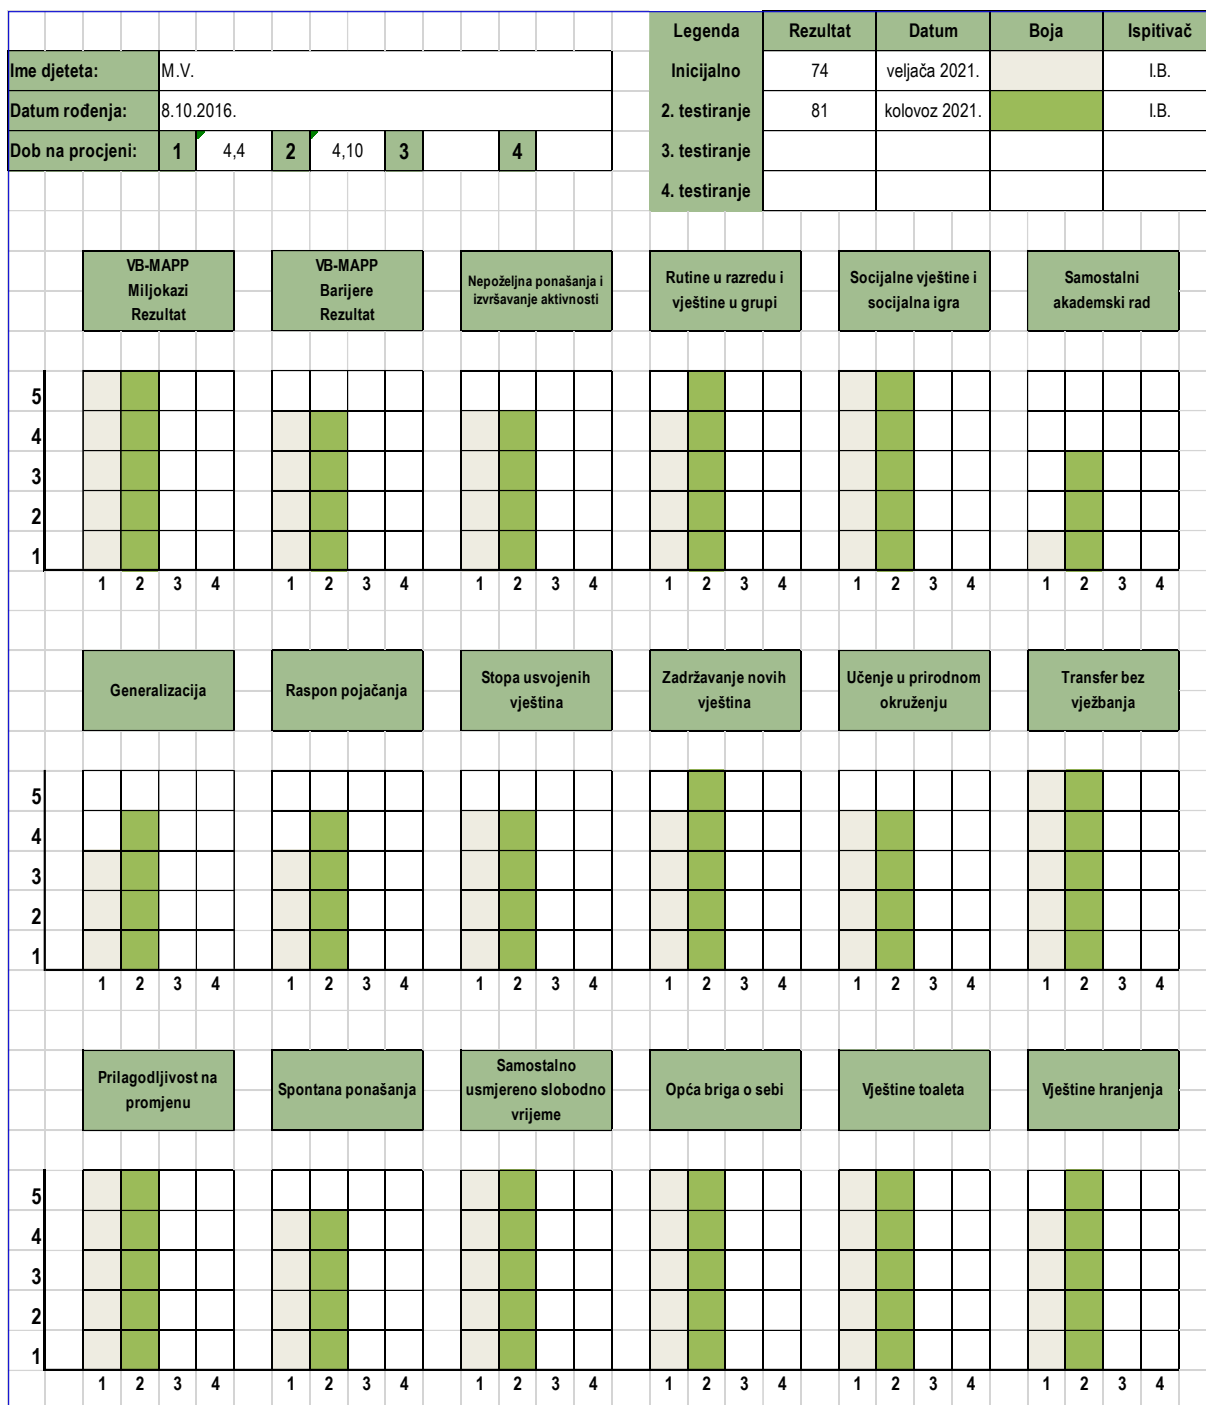 Legenda Rezultat Datum Boja Ispitivač
Ime djeteta: M.V. Inicijalno 74 veljača 2021. I.B.
Datum rođenja: 8.10.2016. 2. testiranje 81 kolovoz 2021. I.B.
Dob na procjeni: 1 4,4 2 4,10 3 4 3. testiranje
4. testiranje
VB-MAPP
Miljokazi
Rezultat
VB-MAPP
Barijere
Rezultat
Nepoželjna ponašanja i
izvršavanje aktivnosti
Rutine u razredu i
vještine u grupi
Socijalne vještine i
socijalna igra
Samostalni
akademski rad
5
4
3
2
1
1 2 3 4 1 2 3 4 1 2 3 4 1 2 3 4 1 2 3 4 1 2 3 4
Generalizacija
Raspon pojačanja
Stopa usvojenih
vještina
Zadržavanje novih
vještina
Učenje u prirodnom
okruženju
Transfer bez
vježbanja
5
4
3
2
1
1 2 3 4 1 2 3 4 1 2 3 4 1 2 3 4 1 2 3 4 1 2 3 4
Prilagodljivost na
promjenu
Spontana ponašanja
Samostalno
usmjereno slobodno
vrijeme
Opća briga o sebi
Vještine toaleta
Vještine hranjenja
5
4
3
2
1
1 2 3 4 1 2 3 4 1 2 3 4 1 2 3 4 1 2 3 4 1 2 3 4